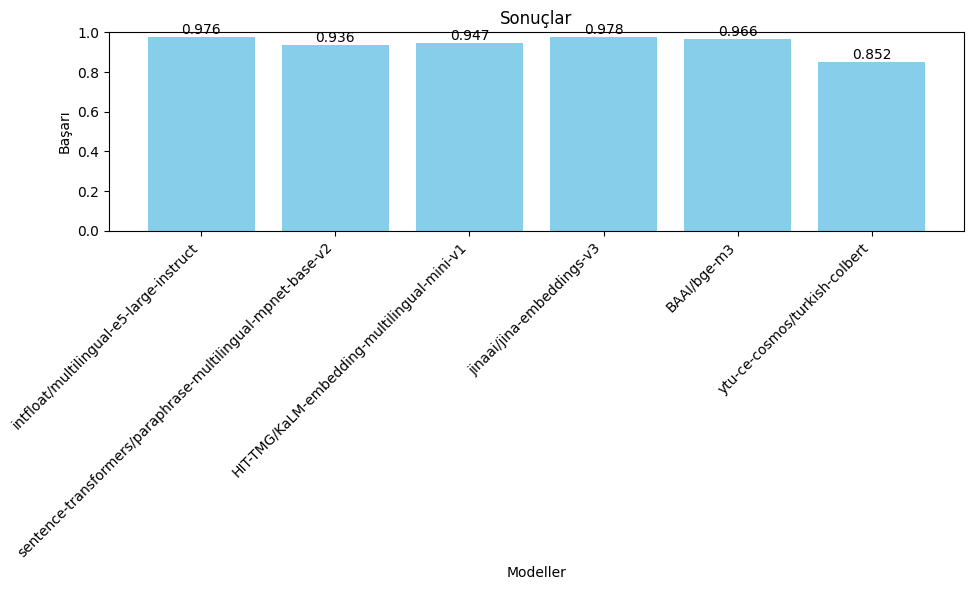 Sonuçlar
Başarı
1.0
0.8
0.6
0.4
0.2
0.0
0.976
0.936
0.947
0.978
0.966
0.852
intfloat/multilingual-e5-large-instruct
sentence-transformers/paraphrase-multilingual-mpnet-base-v2
HIT-TMG/KaLM-embedding-multilingual-mini-v1
jinaai/jina-embeddings-v3
BAAI/bge-m3
ytu-ce-cosmos/turkish-colbert
Modeller